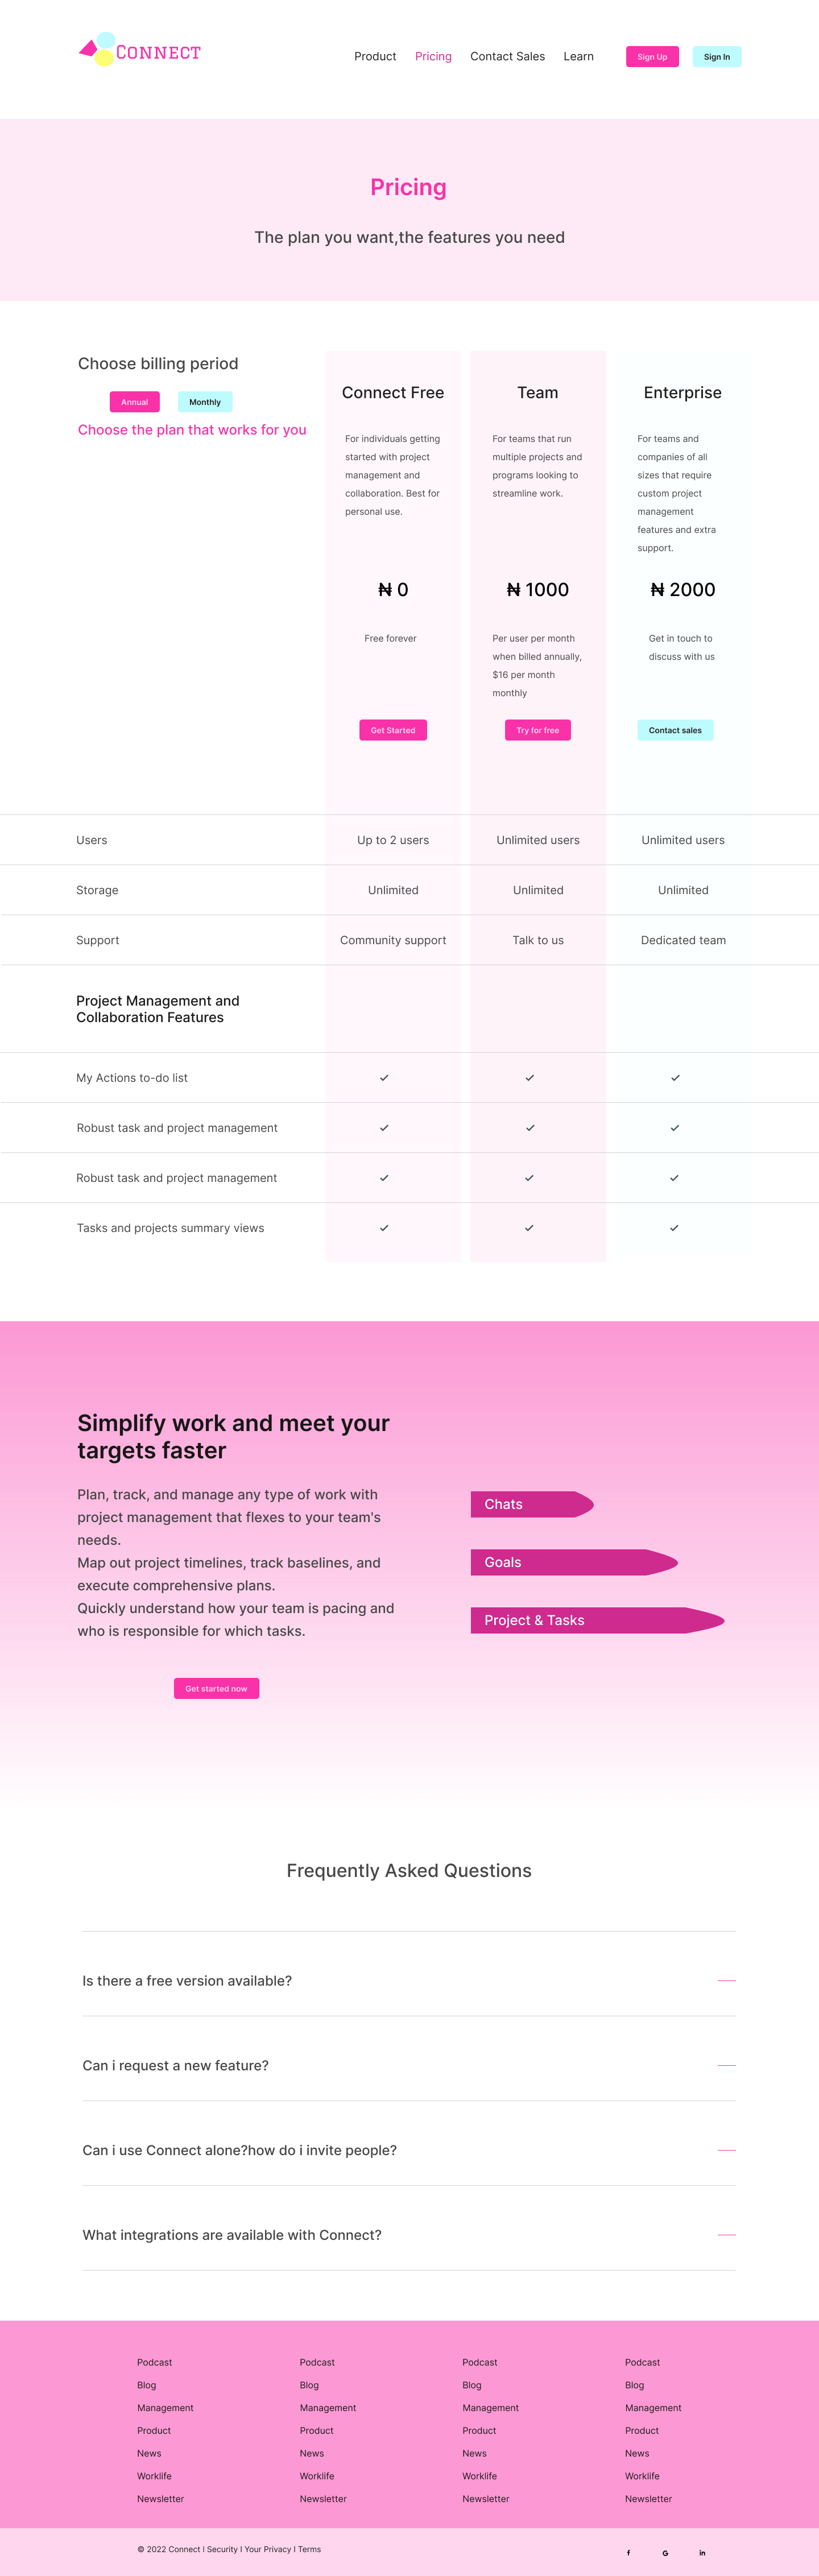 CONNECT
Product Pricing Contact Sales Learn Sign Up Sign In
Pricing
The plan you want,the features you need
Choose billing period
Annual Monthly
Choose the plan that works for you
Connect Free
For individuals getting
started with project
management and
collaboration. Best for
personal use.
₦ 0
Free forever
Get Started
Team
For teams that run
multiple projects and
programs looking to
streamline work.
₦ 1000
Per user per month
when billed annually,
$16 per month
monthly
Try for free
Enterprise
For teams and
companies of all
sizes that require
custom project
management
features and extra
support.
₦ 2000
Get in touch to
discuss with us
Contact sales
Users Up to 2 users Unlimited users Unlimited users
Storage Unlimited Unlimited Unlimited
Support Community support Talk to us Dedicated team
Project Management and
Collaboration Features
My Actions to-do list
Robust task and project management
Robust task and project management
Tasks and projects summary views
Simplify work and meet your
targets faster
Plan, track, and manage any type of work with
project management that flexes to your team's
needs.
Map out project timelines, track baselines, and
execute comprehensive plans.
Quickly understand how your team is pacing and
who is responsible for which tasks.
Get started now
Chats
Goals
Project & Tasks
Frequently Asked Questions
Is there a free version available?
Can i request a new feature?
Can i use Connect alone?how do i invite people?
What integrations are available with Connect?
Podcast Podcast Podcast Podcast
Blog Blog Blog Blog
Management Management Management Management
Product Product Product Product
News News News News
Worklife Worklife Worklife Worklife
Newsletter Newsletter Newsletter Newsletter
© 2022 Connect I Security I Your Privacy I Terms